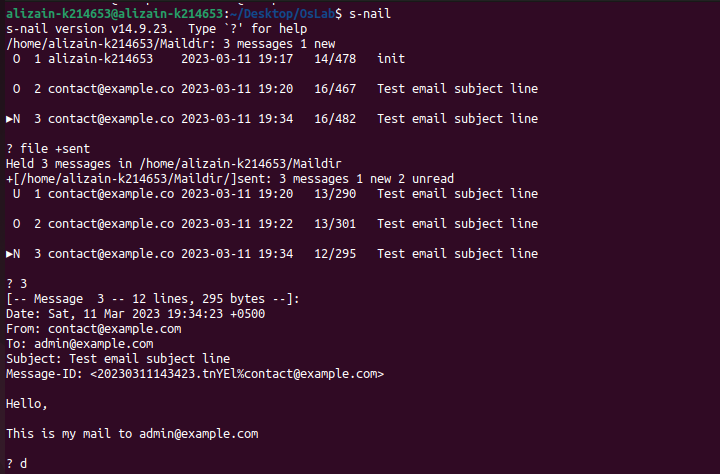 alizain-k214653@alizain-k214653:~/Desktop/OsLab$ s-nail
s-nail version v14.9.23.  Type `?' for help
/home/alizain-k214653/Maildir: 3 messages 1 new
 O  1 alizain-k214653    2023-03-11 19:17   14/478   init
 O  2 contact@example.co 2023-03-11 19:20   16/467   Test email subject line
▶N  3 contact@example.co 2023-03-11 19:34   16/482   Test email subject line
? file +sent
Held 3 messages in /home/alizain-k214653/Maildir
+[/home/alizain-k214653/Maildir/]sent: 3 messages 1 new 2 unread
 U  1 contact@example.co 2023-03-11 19:20   13/290   Test email subject line
 O  2 contact@example.co 2023-03-11 19:22   13/301   Test email subject line
▶N  3 contact@example.co 2023-03-11 19:34   12/295   Test email subject line
? 3
[-- Message  3 -- 12 lines, 295 bytes --]:
Date: Sat, 11 Mar 2023 19:34:23 +0500
From: contact@example.com
To: admin@example.com
Subject: Test email subject line
Message-ID: <20230311143423.tnYEl%contact@example.com>
Hello,
This is my mail to admin@example.com
? d